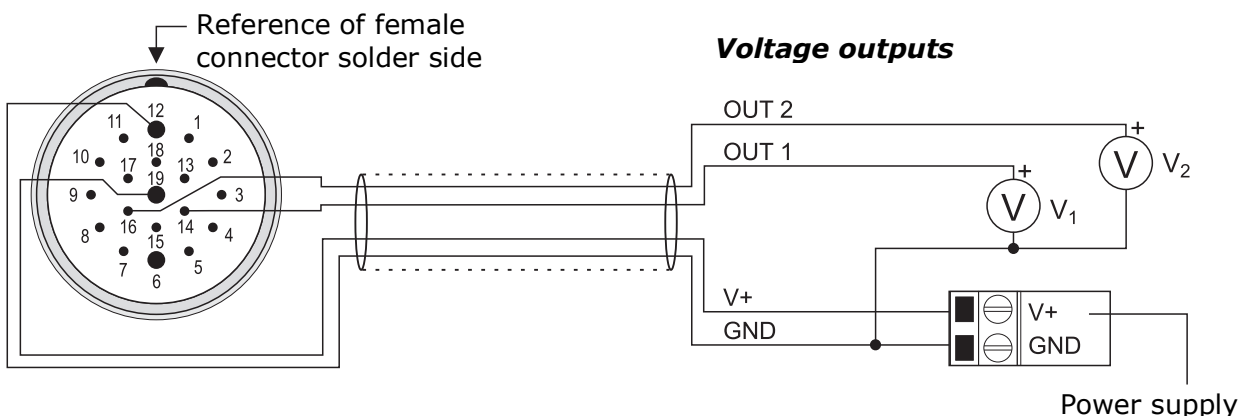 Reference of female
connector solder side
Voltage outputs
12
11
1
10
18
2
17
13
19
9
3
16
14
8
15
4
7
5
6
OUT 2
OUT 1
+
V
V2
+
V
V1
V+
GND
V+
GND
Power supply